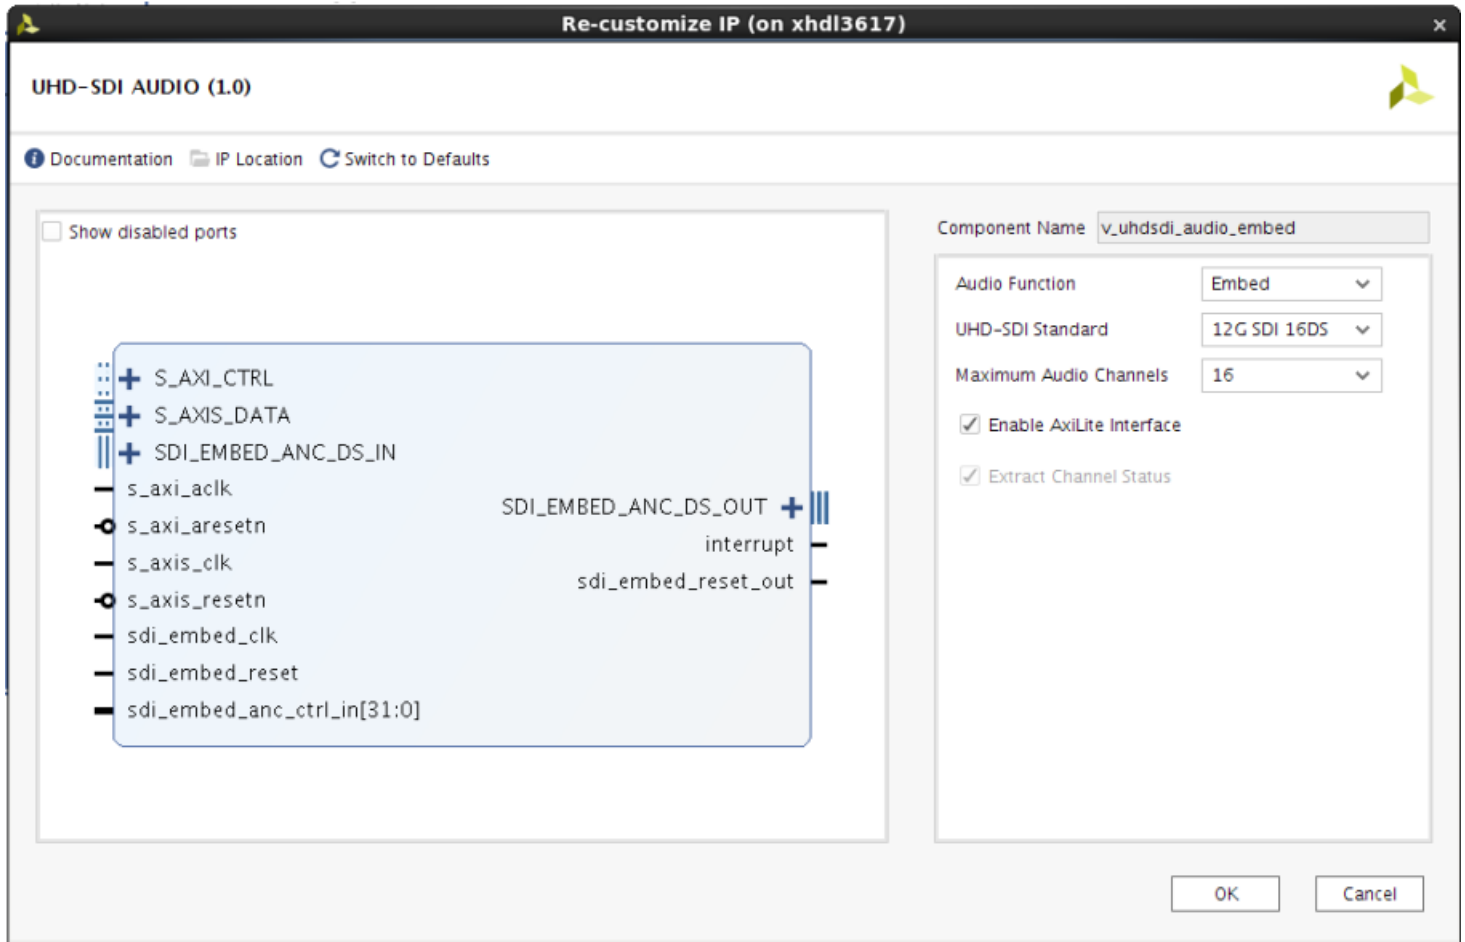 Re-customize IP (on xhdl3617)
UHD-SDI AUDIO (1.0)
Documentation IP Location Switch to Defaults
Show disabled ports
S_AXI_CTRL
S_AXIS_DATA
SDI_EMBED_ANC_DS_IN
s_axi_aclk
s_axi_aresetn
s_axis_clk
s_axis_resetn
sdi_embed_clk
sdi_embed_reset
sdi_embed_anc_ctrl_in[31:0]
SDI_EMBED_ANC_DS_OUT
interrupt
sdi_embed_reset_out
Component Name v_uhdsdi_audio_embed
Audio Function Embed
UHD-SDI Standard 12G SDI 16DS
Maximum Audio Channels 16
Enable AxiLite Interface
Extract Channel Status
OK Cancel